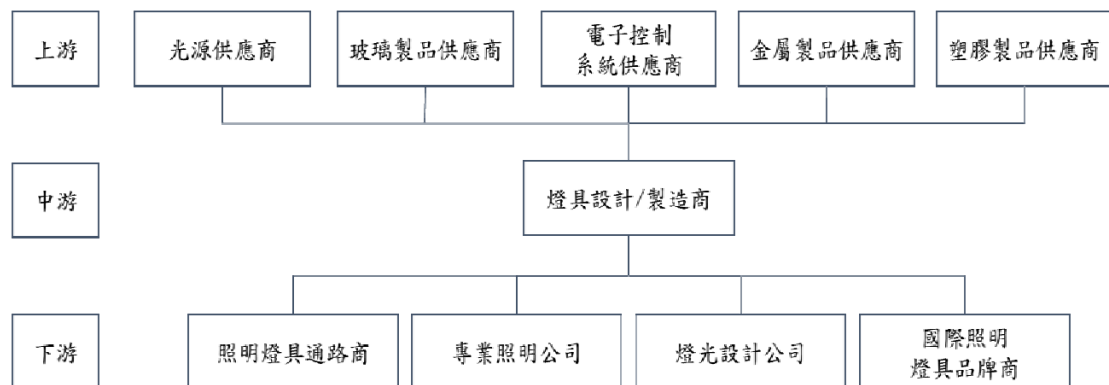 上游
光源供應商
玻璃製品供應商
電子控制
系統供應商
金屬製品供應商
塑膠製品供應商
中游
燈具設計/製造商
下游
照明燈具通路商
專業照明公司
燈光設計公司
國際照明
燈具品牌商